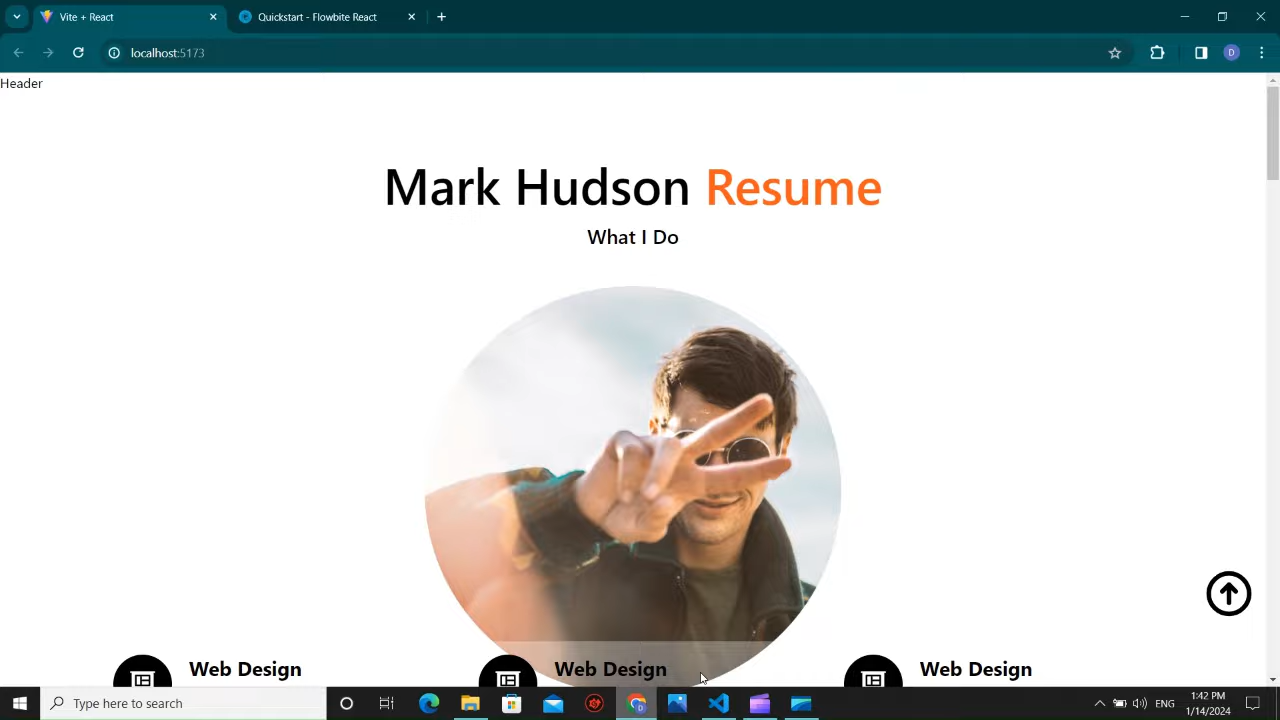 Vite + React
Quickstart - Flowbite React
localhost:5173
D
Header
Mark Hudson Resume
What I Do
Web Design
Web Design
Web Design
Type here to search
D
ENG
1:42 PM
1/14/2024